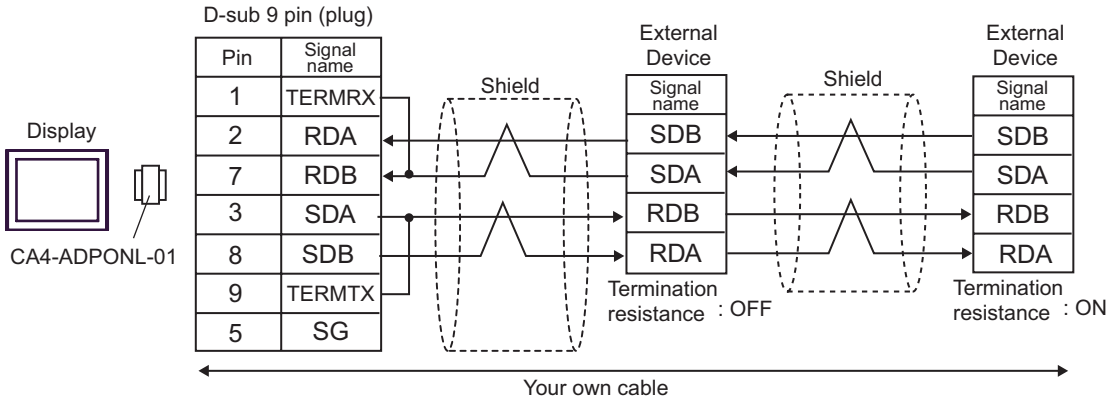 D-sub 9 pin (plug)
Pin Signal name
1 TERMRX
2 RDA
7 RDB
3 SDA
8 SDB
9 TERMTX
5 SG
Display
CA4-ADPONL-01
Shield
External
Device
Signal
name
SDB
SDA
RDB
RDA
Termination
resistance : OFF
Shield
External
Device
Signal
name
SDB
SDA
RDB
RDA
Termination
resistance : ON
Your own cable